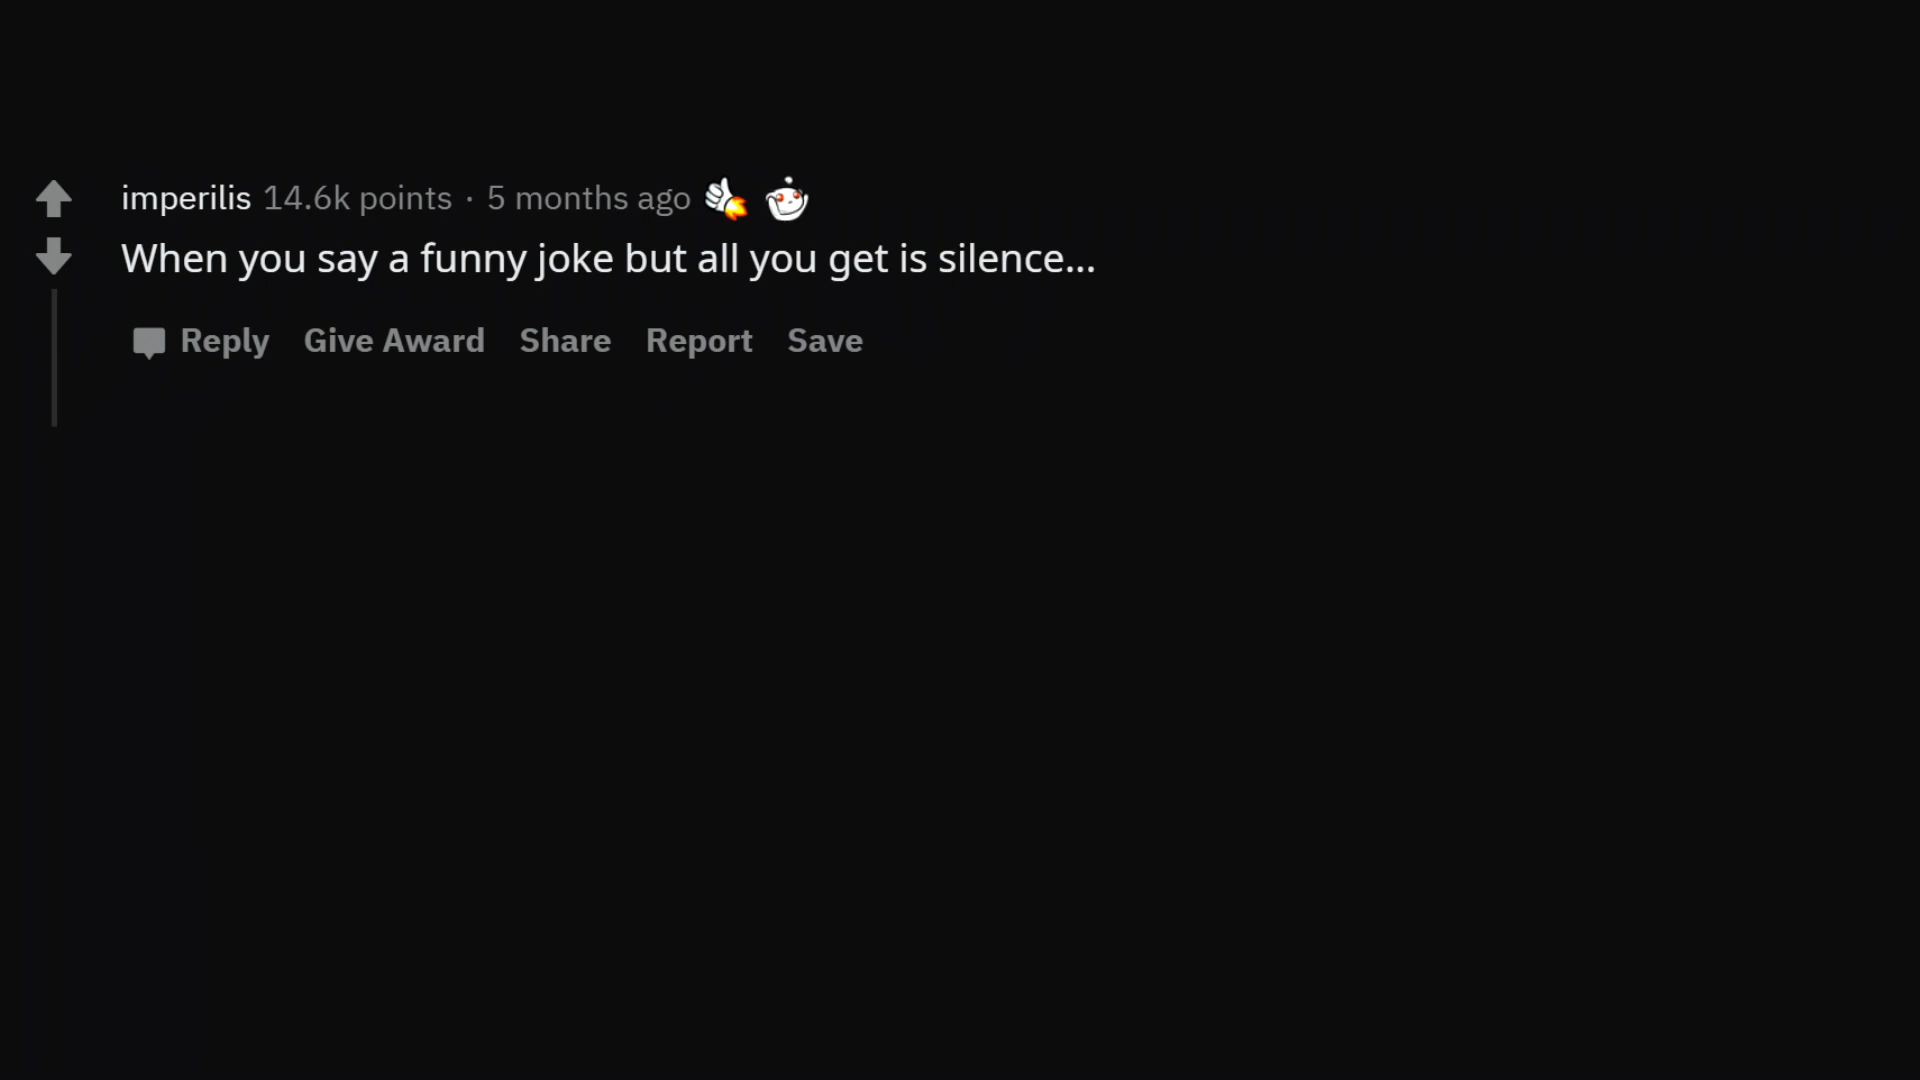 imperilis 14.6k points · 5 months ago
When you say a funny joke but all you get is silence...
Reply Give Award Share Report Save